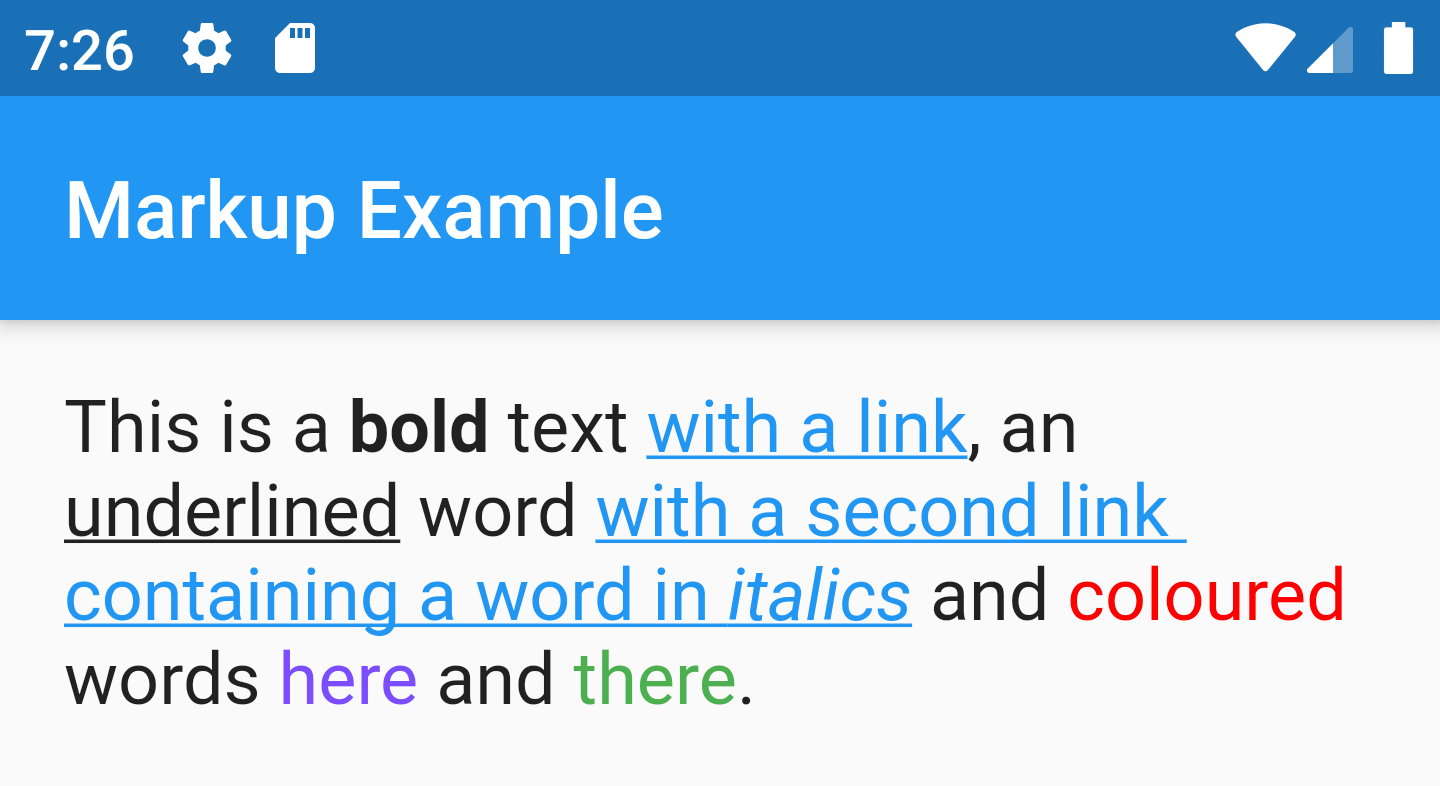 7:26
Markup Example
This is a bold text with a link, an
underlined word with a second link
containing a word in italics and coloured
words here and there.